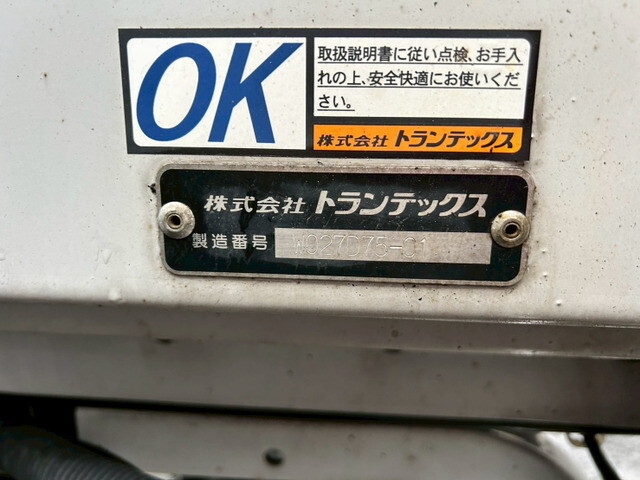 OK
取扱説明書に従い点検、お手入
れの上、安全快適にお使いくだ
さい。
株式会社 トランテックス
株式会社 トランテックス
製造番号 W027D75-01